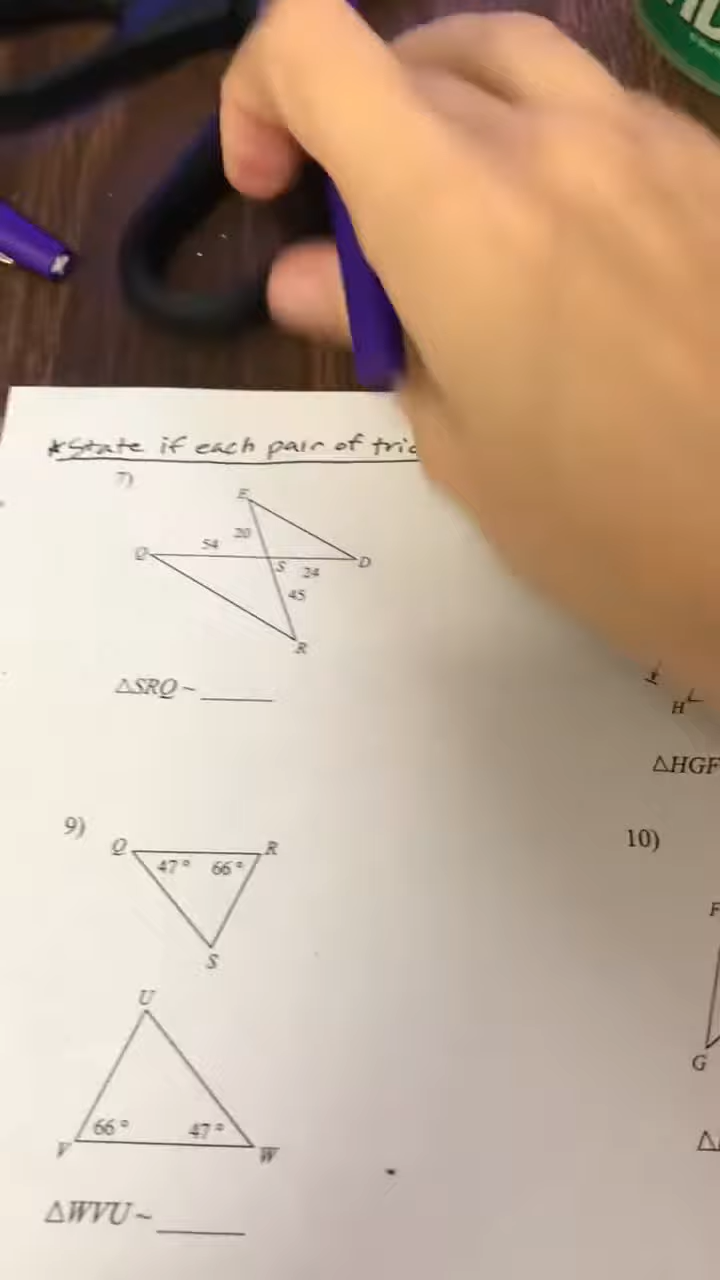 *State if each pair of
7)
E
20
54
Q
S
D
24
45
R
△SRQ ~ ______
H
△HGF
9)
Q
R
47°
66°
S
10)
F
U
G
66°
47°
V
W
△WVU ~ ______